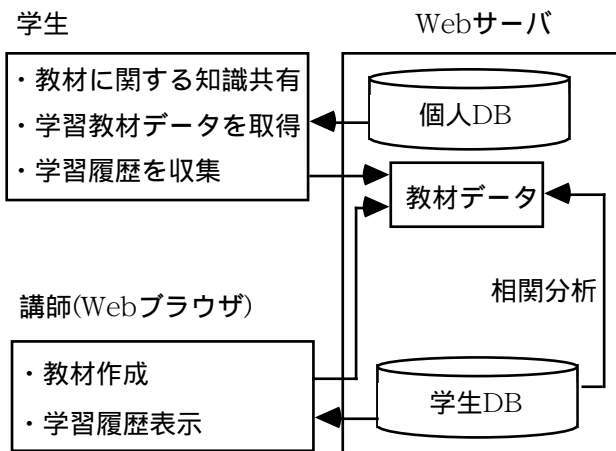 学生
Webサーバ
・教材に関する知識共有
・学習教材データを取得
・学習履歴を収集
個人DB
教材データ
相関分析
講師(Webブラウザ)
・教材作成
・学習履歴表示
学生DB